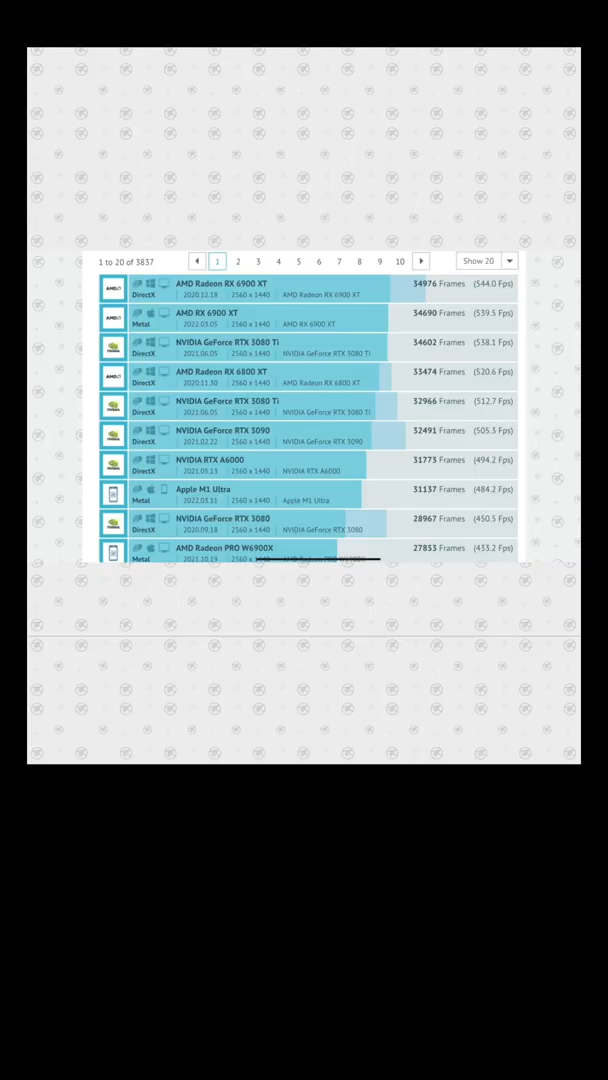 1 to 20 of 3837 1 2 3 4 5 6 7 8 9 10 Show 20
AMD AMD Radeon RX 6900 XT 34976 Frames (544.0 Fps)
DirectX 2020.12.18 2560 x 1440 AMD Radeon RX 6900 XT
AMD AMD RX 6900 XT 34690 Frames (539.5 Fps)
Metal 2022.03.05 2560 x 1440 AMD RX 6900 XT
NVIDIA GeForce RTX 3080 Ti 34602 Frames (538.1 Fps)
DirectX 2021.06.05 2560 x 1440 NVIDIA GeForce RTX 3080 Ti
AMD AMD Radeon RX 6800 XT 33474 Frames (520.6 Fps)
DirectX 2020.11.30 2560 x 1440 AMD Radeon RX 6800 XT
NVIDIA GeForce RTX 3080 Ti 32966 Frames (512.7 Fps)
DirectX 2021.06.05 2560 x 1440 NVIDIA GeForce RTX 3080 Ti
NVIDIA GeForce RTX 3090 32491 Frames (505.3 Fps)
DirectX 2021.02.22 2560 x 1440 NVIDIA GeForce RTX 3090
NVIDIA RTX A6000 31773 Frames (494.2 Fps)
DirectX 2021.05.13 2560 x 1440 NVIDIA RTX A6000
Apple M1 Ultra 31137 Frames (484.2 Fps)
Metal 2022.03.11 2560 x 1440 Apple M1 Ultra
NVIDIA GeForce RTX 3080 28967 Frames (450.5 Fps)
DirectX 2020.09.18 2560 x 1440 NVIDIA GeForce RTX 3080
AMD Radeon PRO W6900X 27853 Frames (433.2 Fps)
Metal 2021.10.19 2560 x 1440